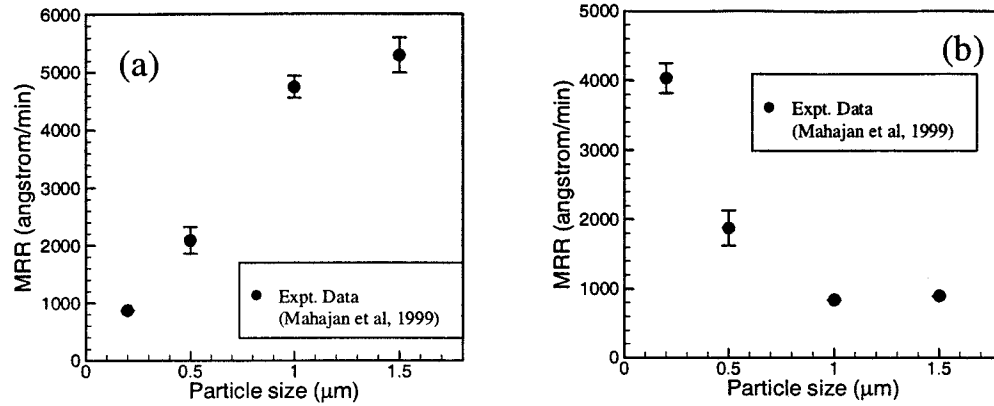 6000
5000
4000
3000
2000
1000
0
MRR (angstrom/min)
(a)
Expt. Data
(Mahajan et al, 1999)
0 0.5 1 1.5
Particle size (μm)
5000
4000
3000
2000
1000
0
MRR (angstrom/min)
(b)
Expt. Data
(Mahajan et al, 1999)
0 0.5 1 1.5
Particle size (μm)